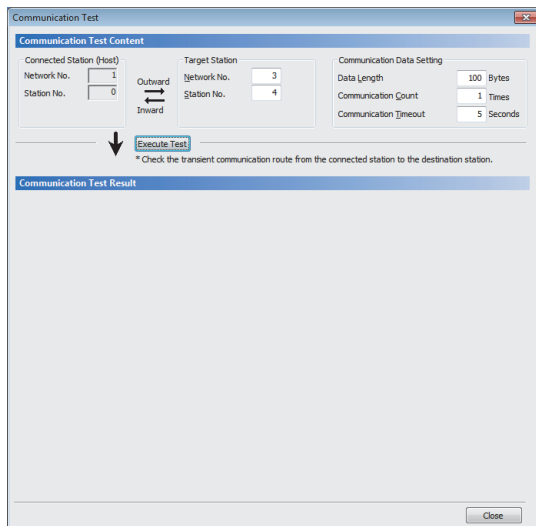 Communication Test
Communication Test Content
Connected Station (Host)
Network No. 1
Station No. 0
Outward
Inward
Target Station
Network No. 3
Station No. 4
Communication Data Setting
Data Length 100 Bytes
Communication Count 1 Times
Communication Timeout 5 Seconds
Execute Test
* Check the transient communication route from the connected station to the destination station.
Communication Test Result
Close